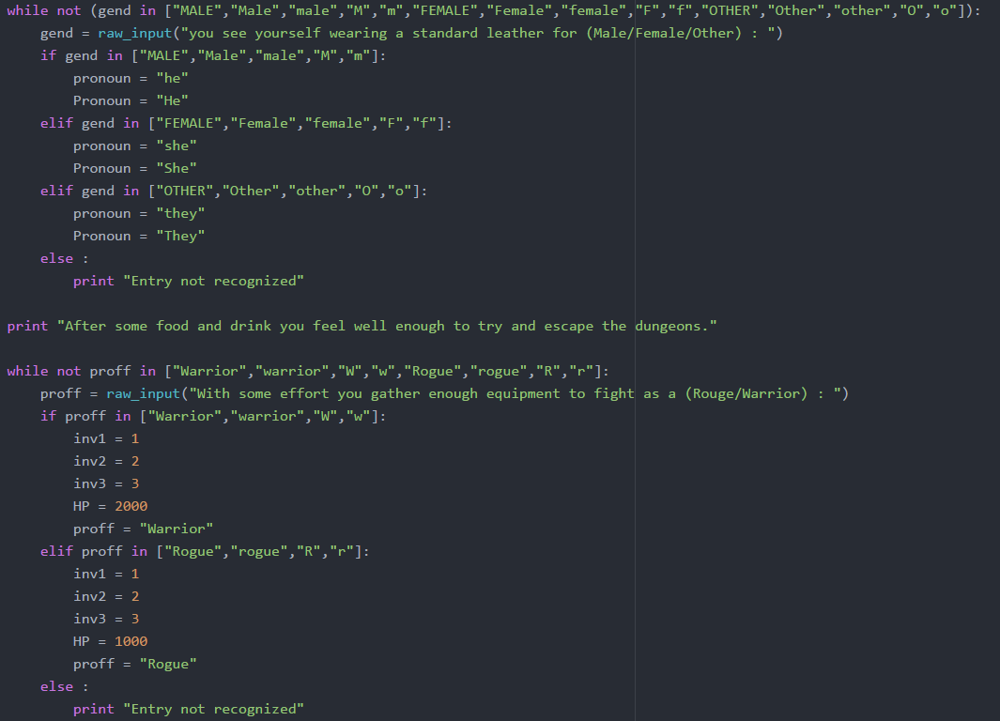 while not (gend in ["MALE","Male","male","M","m","FEMALE","Female","female","F","f","OTHER","Other","other","O","o"]):
    gend = raw_input("you see yourself wearing a standard leather for (Male/Female/Other) : ")
    if gend in ["MALE","Male","male","M","m"]:
        pronoun = "he"
        Pronoun = "He"
    elif gend in ["FEMALE","Female","female","F","f"]:
        pronoun = "she"
        Pronoun = "She"
    elif gend in ["OTHER","Other","other","O","o"]:
        pronoun = "they"
        Pronoun = "They"
    else :
        print "Entry not recognized"

print "After some food and drink you feel well enough to try and escape the dungeons."

while not proff in ["Warrior","warrior","W","w","Rogue","rogue","R","r"]:
    proff = raw_input("With some effort you gather enough equipment to fight as a (Rouge/Warrior) : ")
    if proff in ["Warrior","warrior","W","w"]:
        inv1 = 1
        inv2 = 2
        inv3 = 3
        HP = 2000
        proff = "Warrior"
    elif proff in ["Rogue","rogue","R","r"]:
        inv1 = 1
        inv2 = 2
        inv3 = 3
        HP = 1000
        proff = "Rogue"
    else :
        print "Entry not recognized"